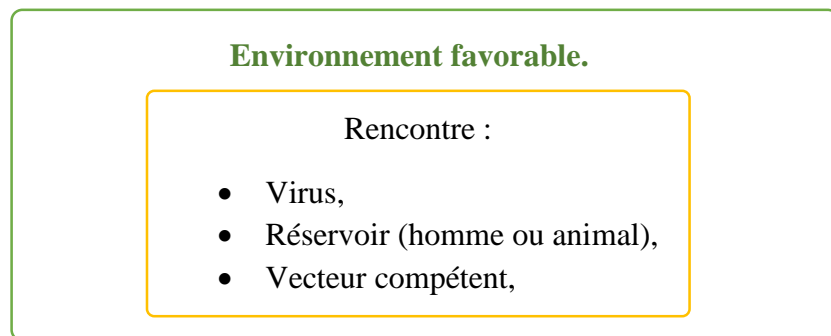 Environnement favorable.
Rencontre :
• Virus,
• Réservoir (homme ou animal),
• Vecteur compétent,